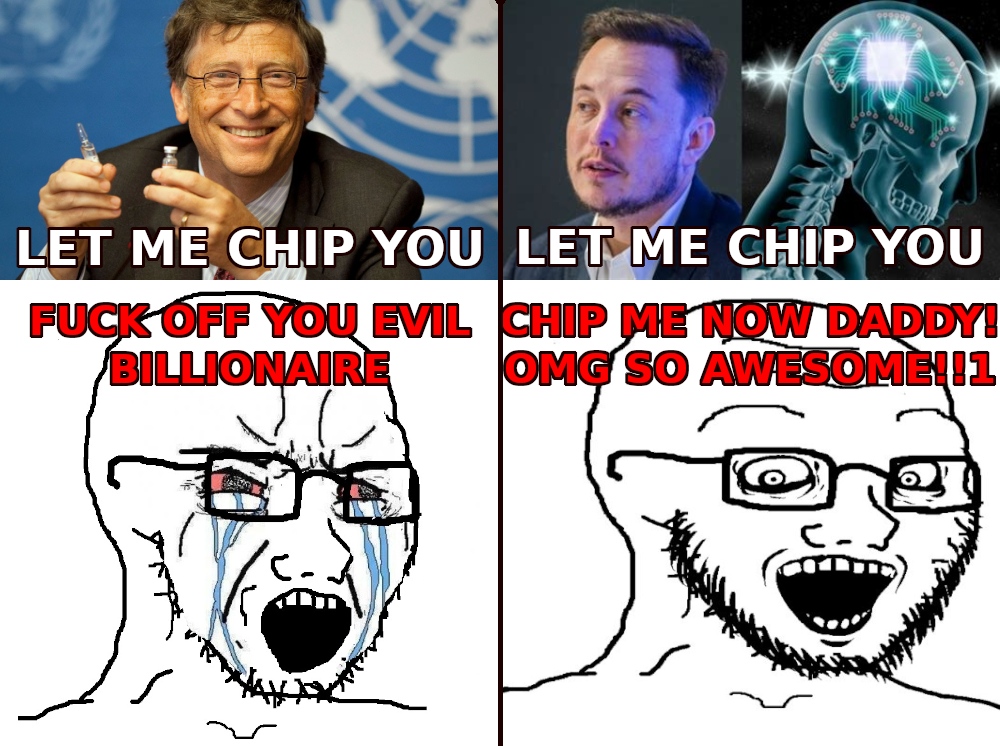 LET ME CHIP YOU
LET ME CHIP YOU
FUCK OFF YOU EVIL
BILLIONAIRE
CHIP ME NOW DADDY!
OMG SO AWESOME!!1